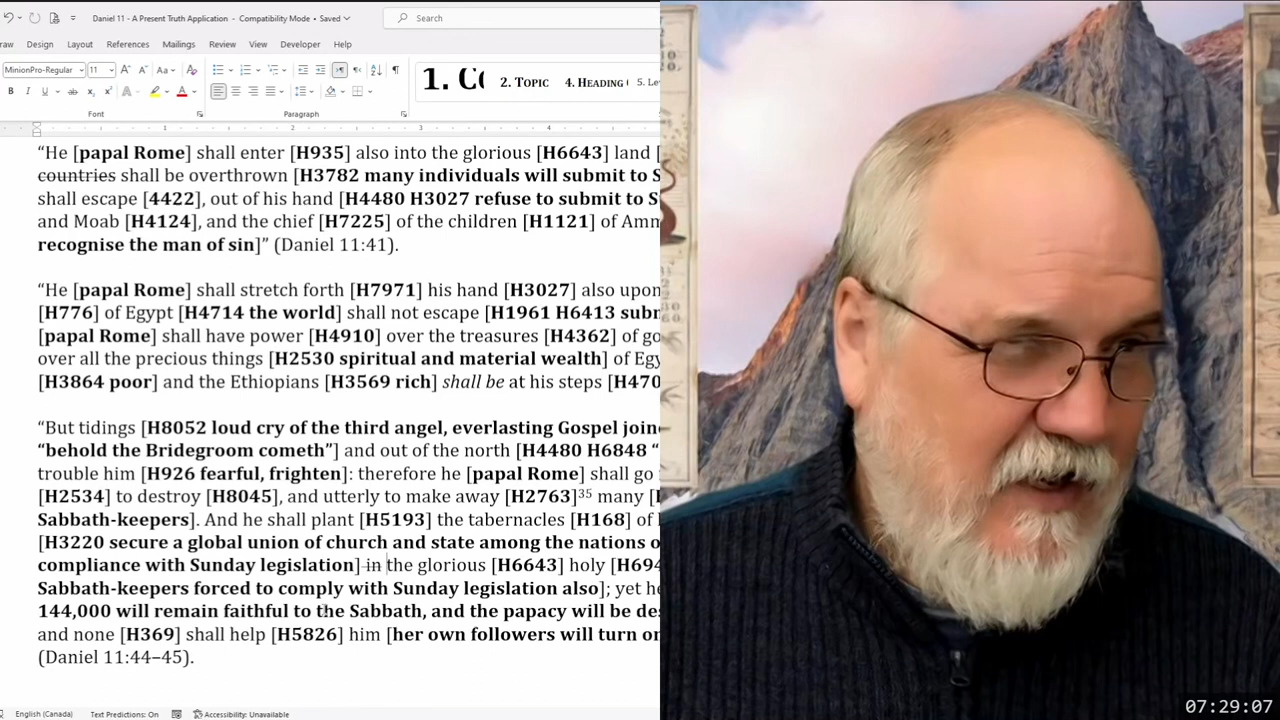 Daniel 11 - A Present Truth Application - Compatibility Mode • Saved
Search
raw Design Layout References Mailings Review View Developer Help
MinionPro-Regular 11
1. Co
2. Topic
4. Heading
5. Le
Font
Paragraph
1 2 3 4
“He [papal Rome] shall enter [H935] also into the glorious [H6643] land [
countries shall be overthrown [H3782 many individuals will submit to S
shall escape [4422], out of his hand [H4480 H3027 refuse to submit to S
and Moab [H4124], and the chief [H7225] of the children [H1121] of Amm
recognise the man of sin]” (Daniel 11:41).
“He [papal Rome] shall stretch forth [H7971] his hand [H3027] also upon
[H776] of Egypt [H4714 the world] shall not escape [H1961 H6413 subm
[papal Rome] shall have power [H4910] over the treasures [H4362] of go
over all the precious things [H2530 spiritual and material wealth] of Egy
[H3864 poor] and the Ethiopians [H3569 rich] shall be at his steps [H470
“But tidings [H8052 loud cry of the third angel, everlasting Gospel join
“behold the Bridegroom cometh”] and out of the north [H4480 H6848 “
trouble him [H926 fearful, frighten]: therefore he [papal Rome] shall go
[H2534] to destroy [H8045], and utterly to make away [H2763]35 many [
Sabbath-keepers]. And he shall plant [H5193] the tabernacles [H168] of
[H3220 secure a global union of church and state among the nations o
compliance with Sunday legislation] in the glorious [H6643] holy [H694
Sabbath-keepers forced to comply with Sunday legislation also]; yet he
144,000 will remain faithful to the Sabbath, and the papacy will be des
and none [H369] shall help [H5826] him [her own followers will turn on
(Daniel 11:44–45).
English (Canada) Text Predictions: On Accessibility: Unavailable
07:29:07